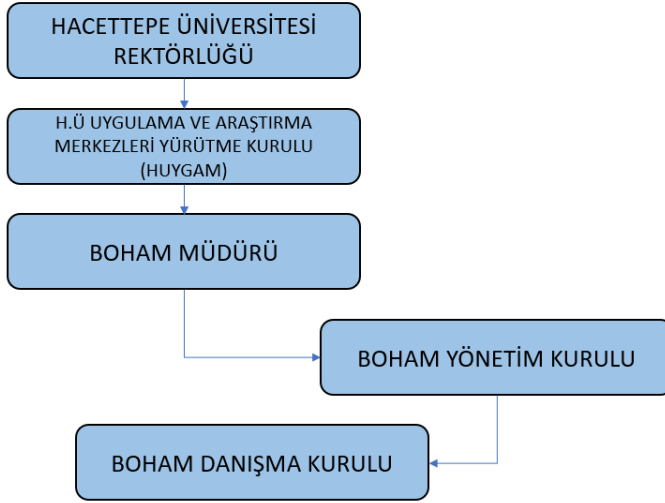 HACETTEPE ÜNİVERSİTESİ
REKTÖRLÜĞÜ
H.Ü UYGULAMA VE ARAŞTIRMA
MERKEZLERİ YÜRÜTME KURULU
(HUYGAM)
BOHAM MÜDÜRÜ
BOHAM YÖNETİM KURULU
BOHAM DANIŞMA KURULU